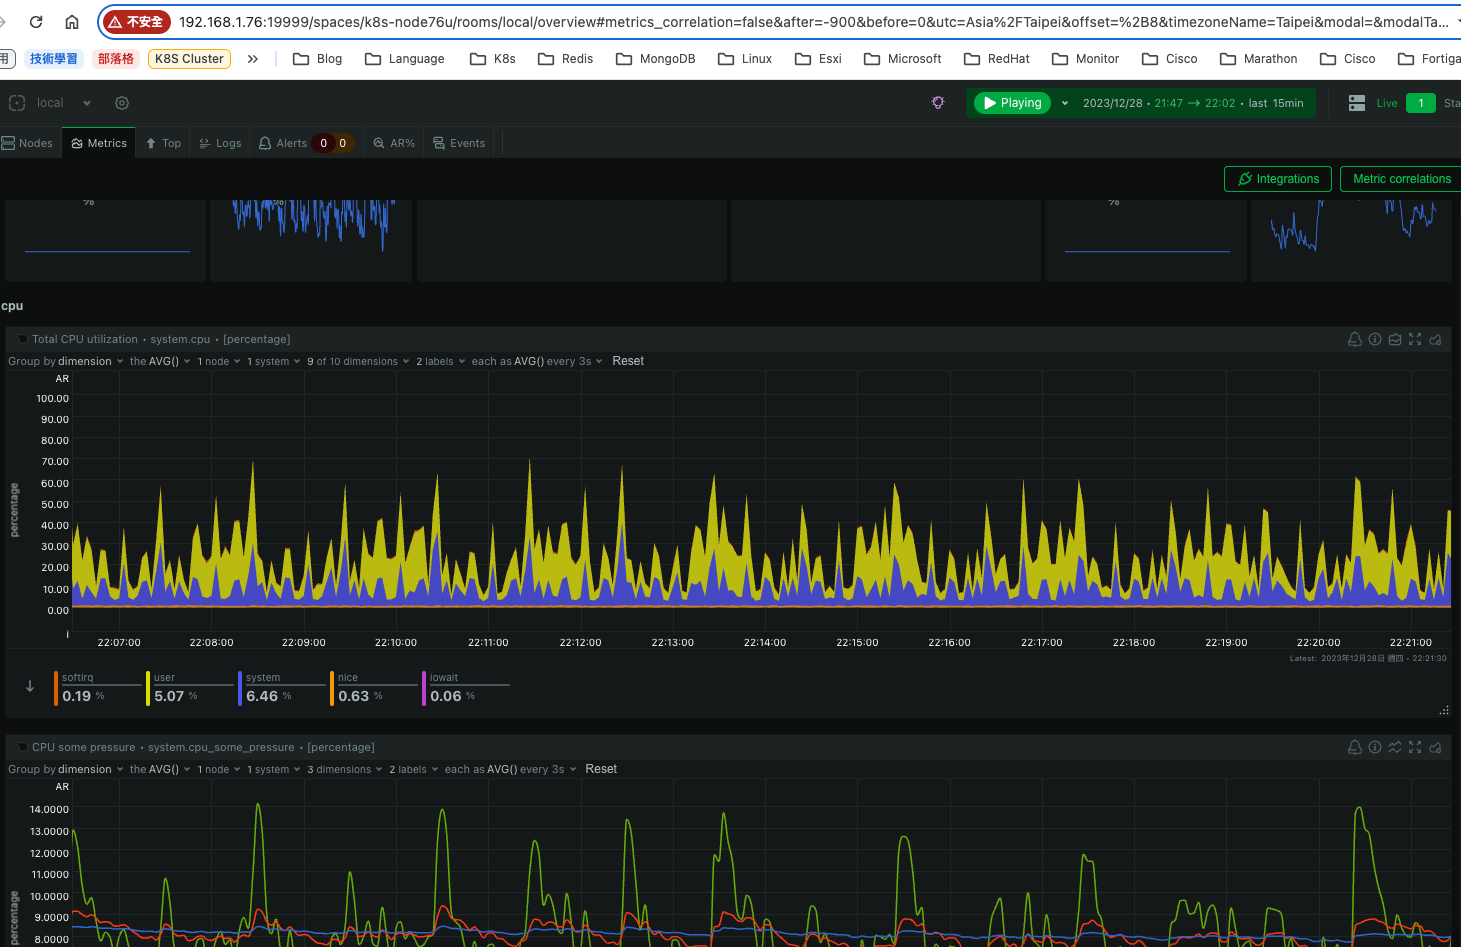 不安全 192.168.1.76:19999/spaces/k8s-node76u/rooms/local/overview#metrics_correlation=false&after=-900&before=0&utc=Asia%2FTaipei&offset=%2B8&timezoneName=Taipei&modal=&modalTa...
用 技術學習 部落格 K8S Cluster » Blog Language K8s Redis MongoDB Linux Esxi Microsoft RedHat Monitor Cisco Marathon Cisco Fortiga
local Playing 2023/12/28 • 21:47 → 22:02 • last 15min Live 1 Sta
Nodes Metrics Top Logs Alerts 0 0 AR% Events
Integrations Metric correlations
% % %
cpu
Total CPU utilization • system.cpu • [percentage]
Group by dimension the AVG() 1 node 1 system 9 of 10 dimensions 2 labels each as AVG() every 3s Reset
AR
100.00
90.00
80.00
70.00
60.00
50.00
40.00
30.00
20.00
10.00
0.00
percentage
22:07:00 22:08:00 22:09:00 22:10:00 22:11:00 22:12:00 22:13:00 22:14:00 22:15:00 22:16:00 22:17:00 22:18:00 22:19:00 22:20:00 22:21:00
Latest: 2023年12月28日 週四 • 22:21:30
softirq user system nice iowait
0.19 % 5.07 % 6.46 % 0.63 % 0.06 %
CPU some pressure • system.cpu_some_pressure • [percentage]
Group by dimension the AVG() 1 node 1 system 3 dimensions 2 labels each as AVG() every 3s Reset
AR
14.0000
13.0000
12.0000
11.0000
10.0000
9.0000
8.0000
percentage